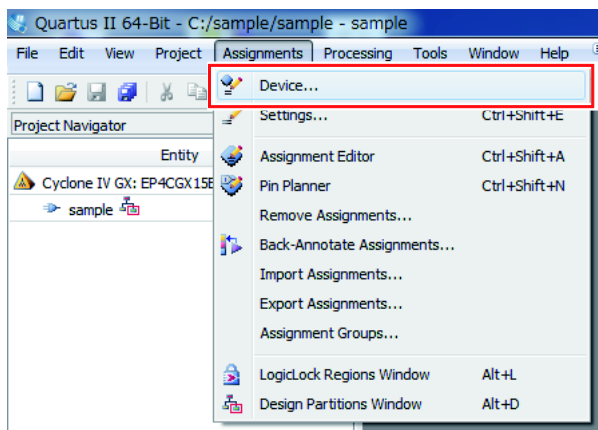 Quartus II 64-Bit - C:/sample/sample - sample
File Edit View Project Assignments Processing Tools Window Help
Device...
Project Navigator
Settings... Ctrl+Shift+E
Entity
Assignment Editor Ctrl+Shift+A
Cyclone IV GX: EP4CGX15B
Pin Planner Ctrl+Shift+N
sample
Remove Assignments...
Back-Annotate Assignments...
Import Assignments...
Export Assignments...
Assignment Groups...
LogicLock Regions Window Alt+L
Design Partitions Window Alt+D